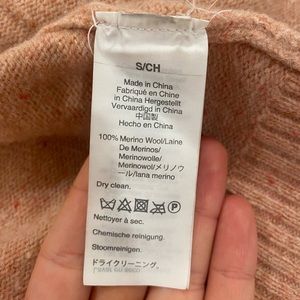 S/CH
Made in China
Fabriqué en Chine
in China Hergestellt
Vervaardigd in China
中国製
Hecho en China
100% Merino Wool/Laine
De Merinos/
Merinowolle/
Merinowol/メリノウ
ール/lana merino
Dry clean.
P
Nettoyer à sec.
Chemische reinigung.
Stoomreinigen.
ドライクリーニング。